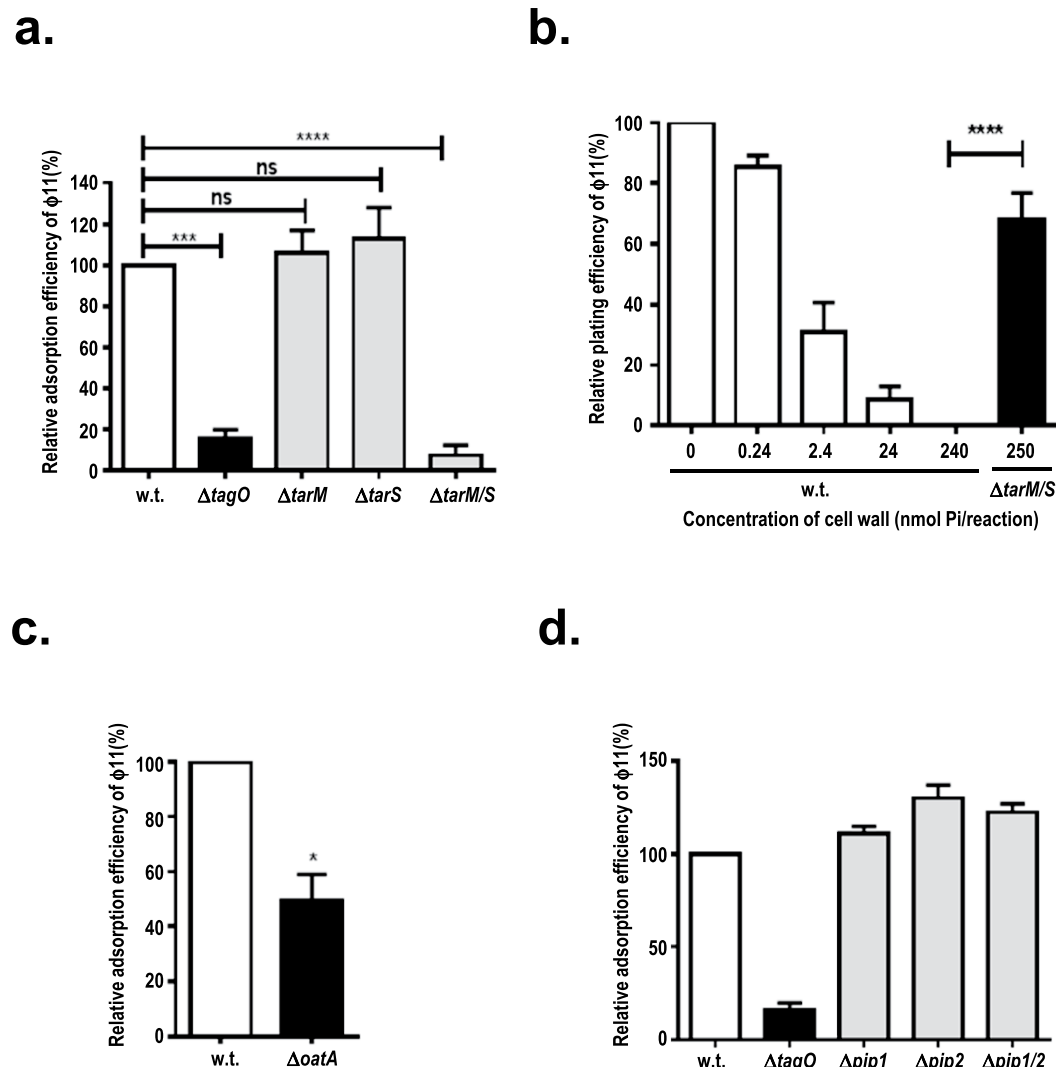 a.
Relative adsorption efficiency of ϕ11(%)
140
120
100
80
60
40
20
0
****
ns
ns
***
w.t. ΔtagO ΔtarM ΔtarS ΔtarM/S
b.
Relative plating efficiency of ϕ11(%)
100
80
60
40
20
0
****
0 0.24 2.4 24 240 250
w.t. ΔtarM/S
Concentration of cell wall (nmol Pi/reaction)
c.
Relative adsorption efficiency of ϕ11(%)
100
80
60
40
20
0
*
w.t. ΔoatA
d.
Relative adsorption efficiency of ϕ11(%)
150
100
50
0
w.t. ΔtagO Δpip1 Δpip2 Δpip1/2